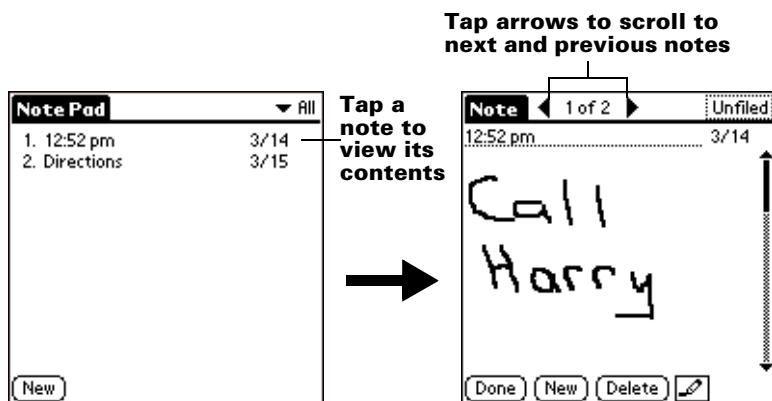 Tap arrows to scroll to
next and previous notes
Note Pad
All
1. 12:52 pm 3/14
2. Directions 3/15
New
Tap a
note to
view its
contents
Note 1 of 2 Unfiled
12:52 pm 3/14
Call
Harry
Done New Delete